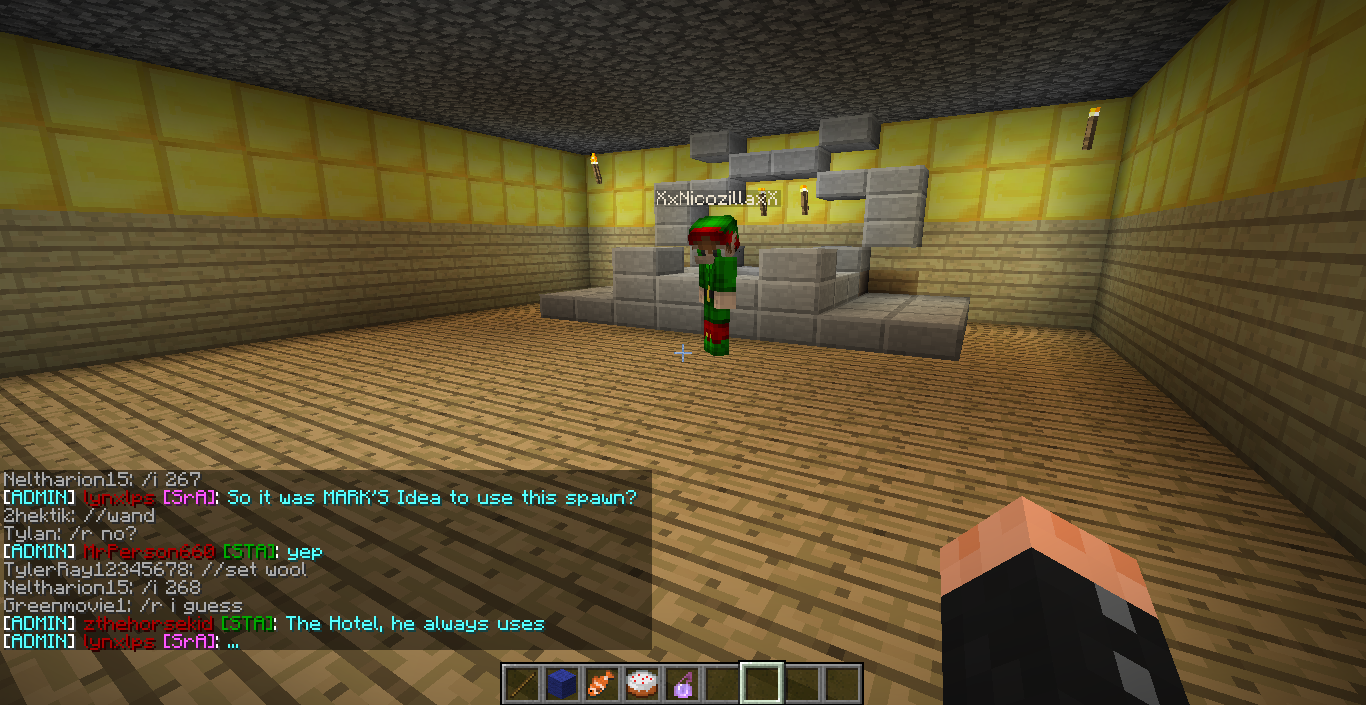 XxNicozillaxX
Neltharion15: /i 267
[ADMIN] lynxlps [SrA]: So it was MARK'S Idea to use this spawn?
2hektik: //wand
Tylan: /r no?
[ADMIN] MrPerson660 [STA]: yep
TylerRay12345678: //set wool
Neltharion15: /i 268
Greenmovie1: /r i guess
[ADMIN] zthehorsekid [STA]: The Hotel, he always uses
[ADMIN] lynxlps [SrA]: ...